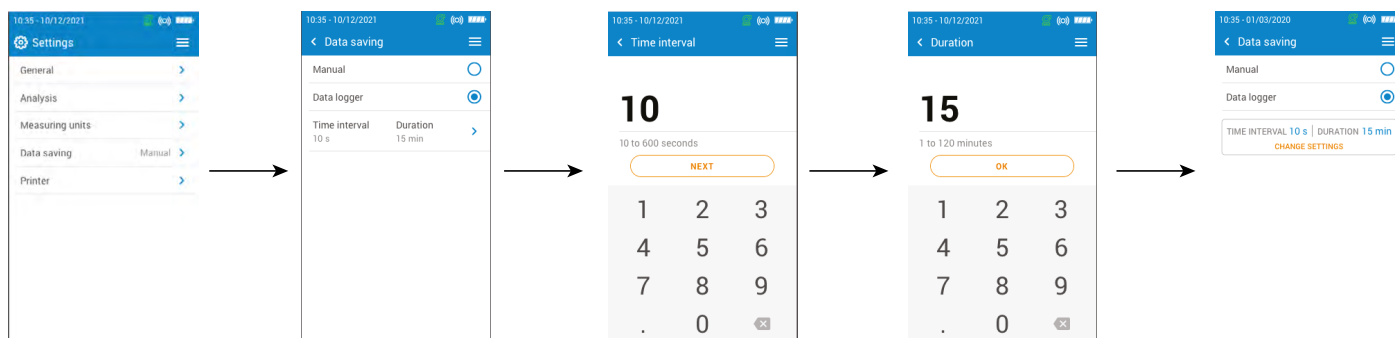 10:35 - 10/12/2021
Settings
General
Analysis
Measuring units
Data saving Manual
Printer
10:35 - 10/12/2021
Data saving
Manual
Data logger
Time interval Duration
10 s 15 min
10:35 - 10/12/2021
Time interval
10
10 to 600 seconds
NEXT
1 2 3
4 5 6
7 8 9
. 0
10:35 - 10/12/2021
Duration
15
1 to 120 minutes
OK
1 2 3
4 5 6
7 8 9
. 0
10:35 - 01/03/2020
Data saving
Manual
Data logger
TIME INTERVAL 10 s | DURATION 15 min
CHANGE SETTINGS